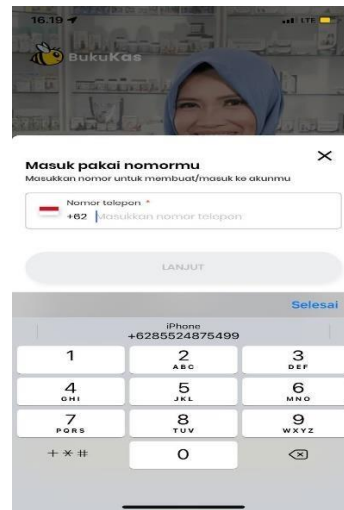 16.19
LTE
BukuKas
Masuk pakai nomormu
Masukkan nomor untuk membuat/masuk ke akunmu
Nomor telepon *
+62 Masukkan nomor telepon
LANJUT
Selesai
iPhone
+6285524875499
1
2
ABC
3
DEF
4
GHI
5
JKL
6
MNO
7
PQRS
8
TUV
9
WXYZ
+ * #
0